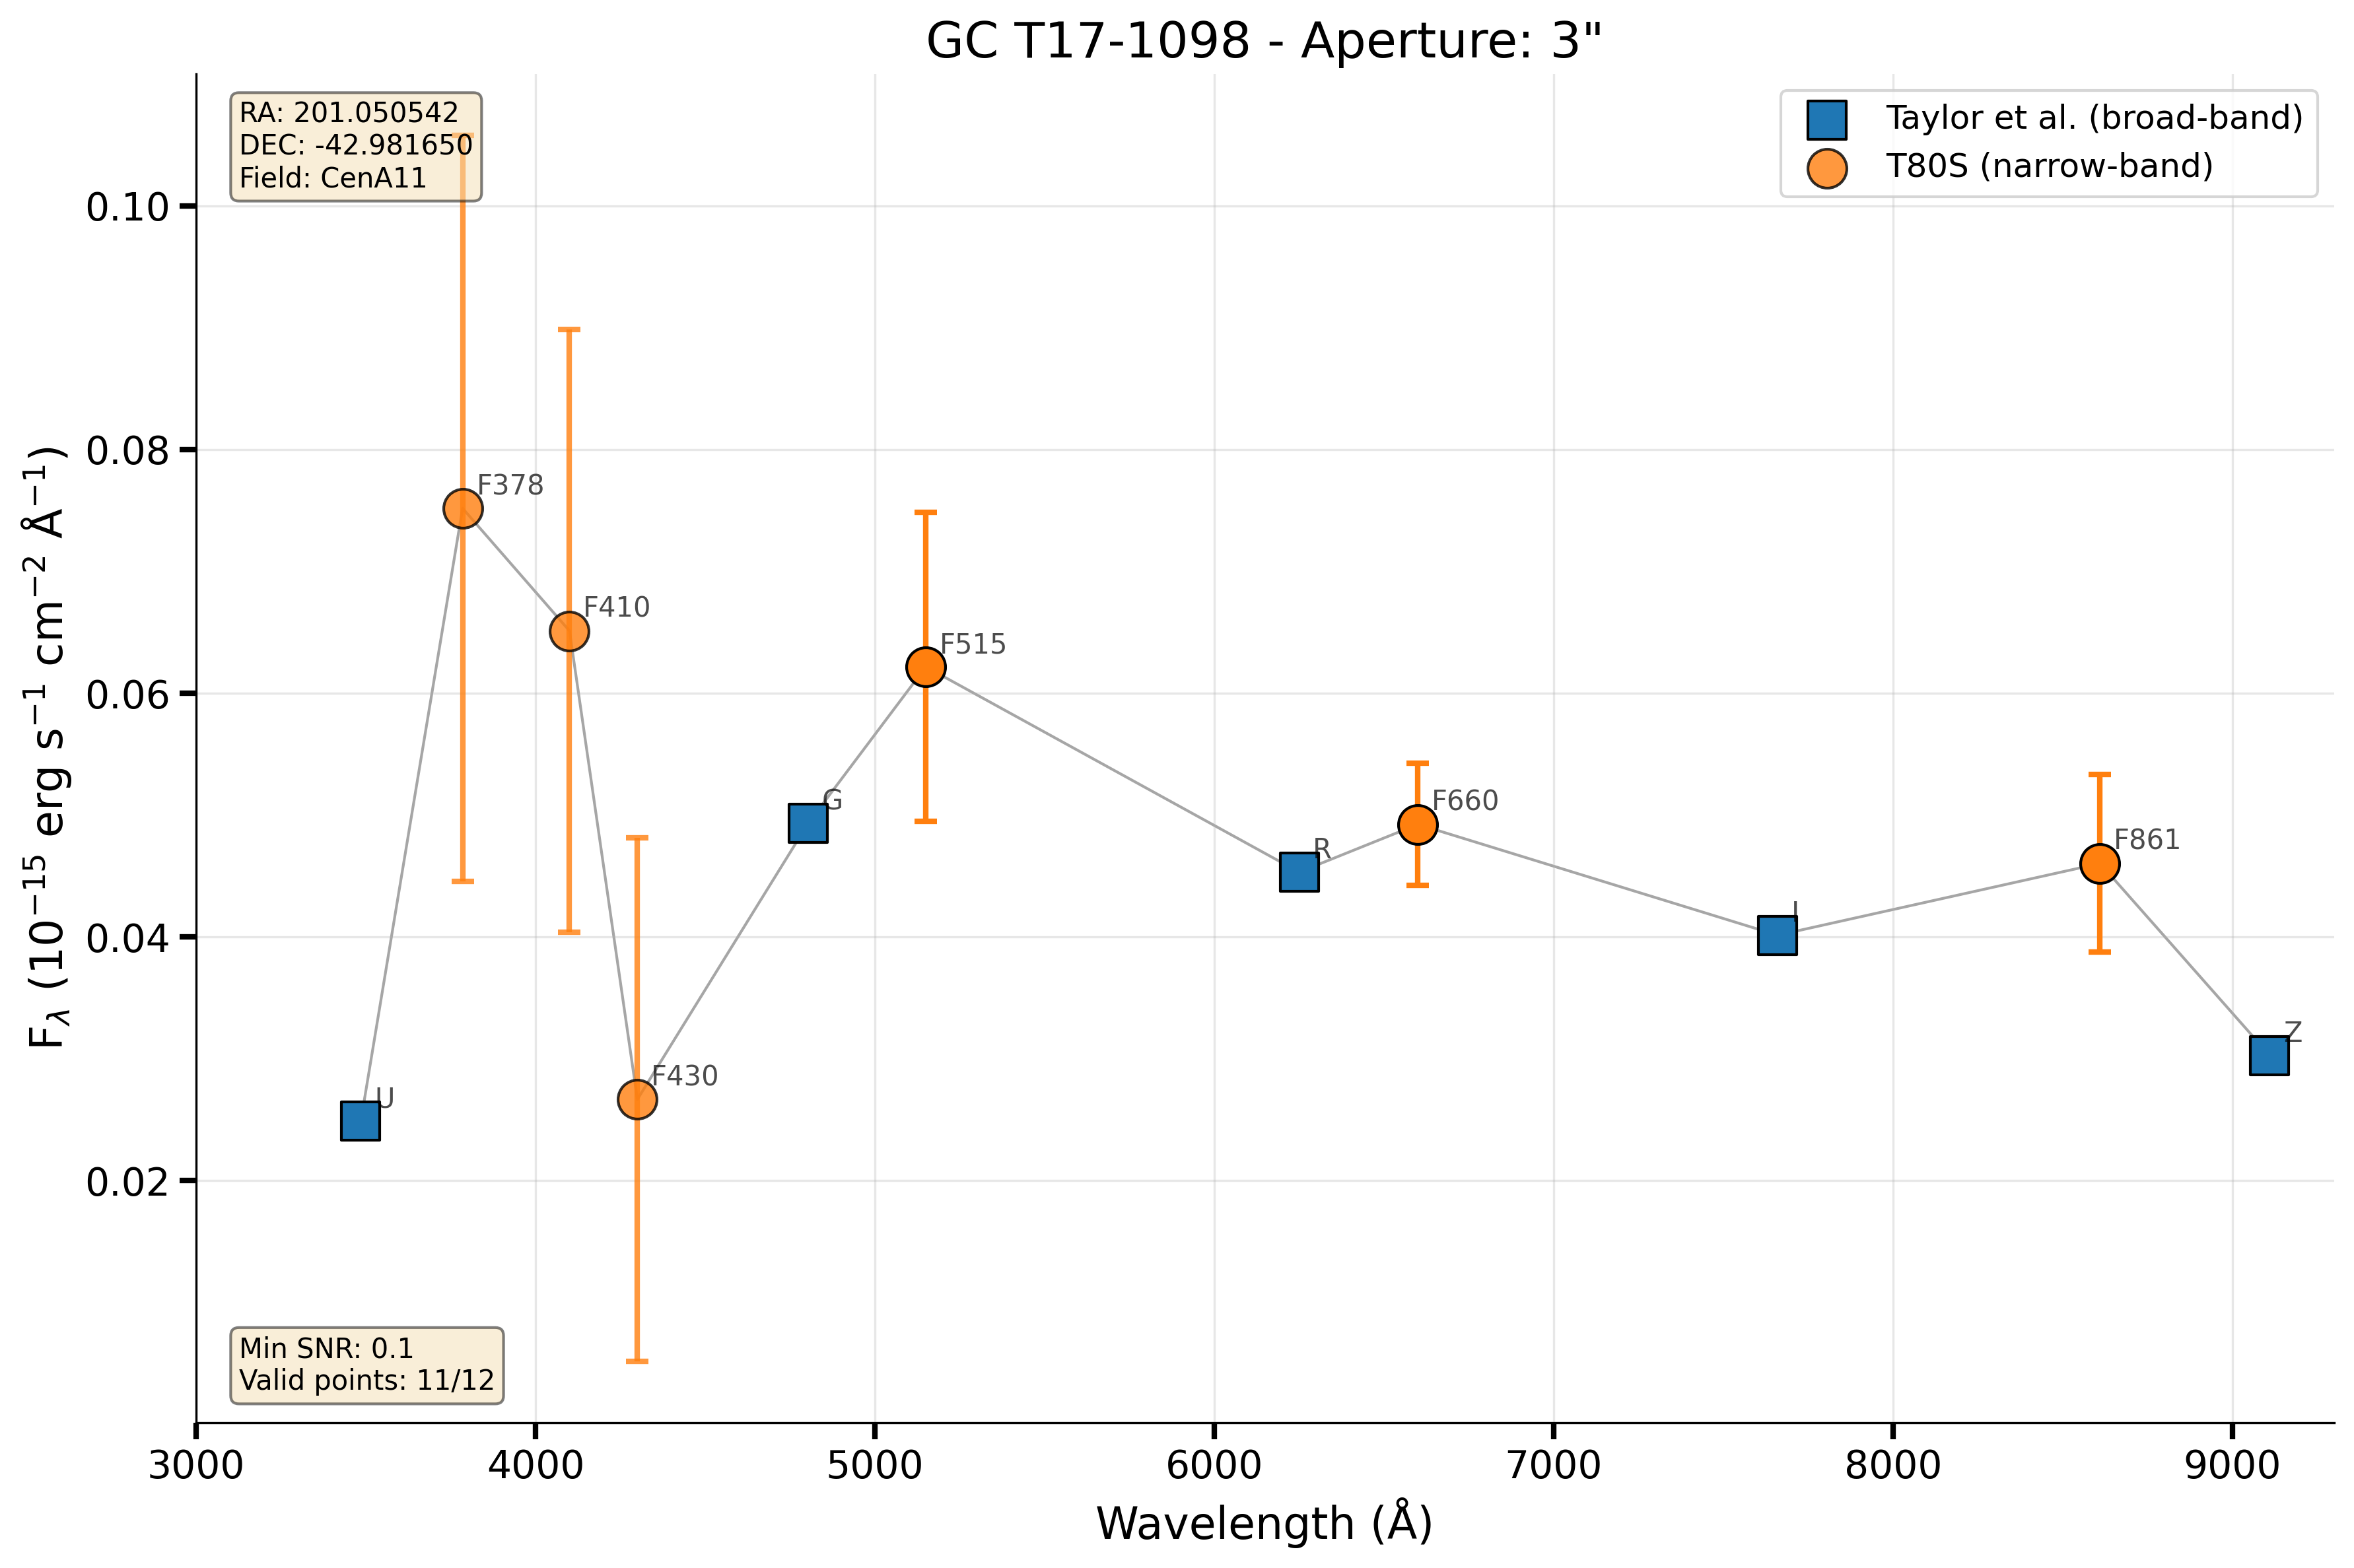 GC T17-1098 - Aperture: 3"
RA: 201.050542
DEC: -42.981650
Field: CenA11
Taylor et al. (broad-band)
T80S (narrow-band)
0.10
0.08
0.06
0.04
0.02
F$_λ$ (10$^{−15}$ erg s$^{−1}$ cm$^{−2}$ Å$^{−1}$)
U
F378
F410
F430
G
F515
R
F660
I
F861
Z
Min SNR: 0.1
Valid points: 11/12
3000 4000 5000 6000 7000 8000 9000
Wavelength (Å)